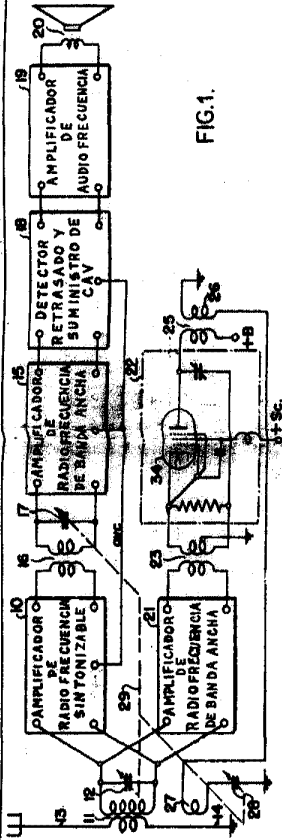 20
19
AMPLIFICADOR
DE
AUDIO FRECUENCIA
FIG.1.
18
DETECTOR
RETRASADO Y
SUMINISTRO DE
CAV
15
AMPLIFICADOR
DE
RADIO FRECUENCIA
DE BANDA ANCHA
22
25
26
+B
34
+Sc.
17
16
23
10
AMPLIFICADOR
DE
RADIO FRECUENCIA
SINTONIZABLE
21
AMPLIFICADOR
DE
RADIO FRECUENCIA
DE BANDA ANCHA
29
12
11
13
27
14
28